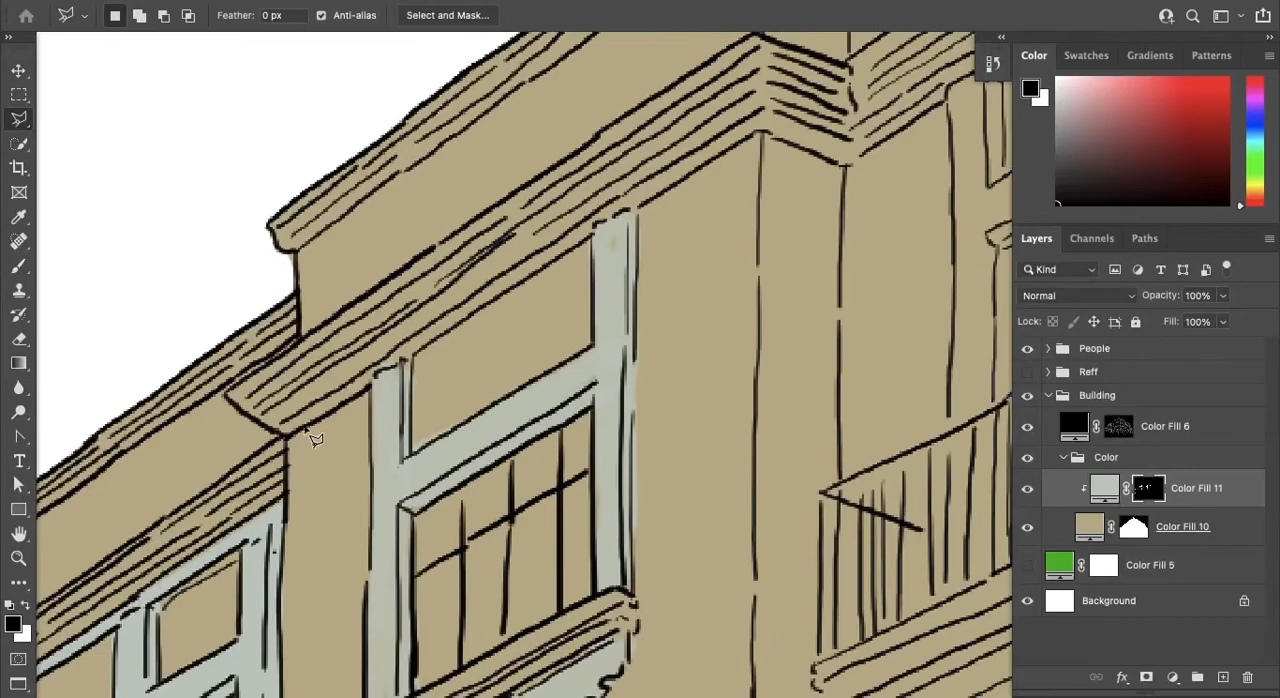 Feather: 0 px Anti-alias Select and Mask...
Color Swatches Gradients Patterns
Layers Channels Paths
Kind
Normal Opacity: 100%
Lock: Fill: 100%
People
Reff
Building
Color Fill 6
Color
Color Fill 11
Color Fill 10
Color Fill 5
Background